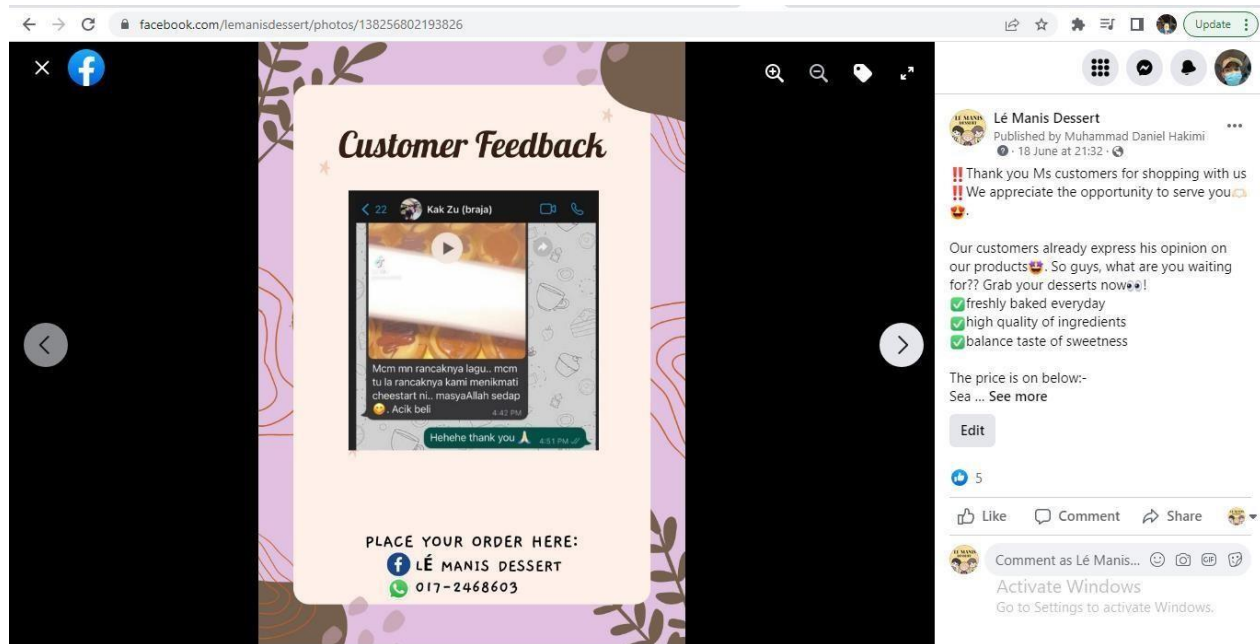 facebook.com/lemanisdessert/photos/138256802193826
Update
Customer Feedback
22 Kak Zu (braja)
Mcm mn rancaknya lagu.. mcm
tu la rancaknya kami menikmati
cheestart ni.. masyaAllah sedap
😋. Acik beli
4:42 PM
Hehehe thank you 🙏 4:51 PM
PLACE YOUR ORDER HERE:
LÉ MANIS DESSERT
017-2468603
LE MANIS
DESSERT
Lé Manis Dessert
Published by Muhammad Daniel Hakimi
· 18 June at 21:32 ·
‼️Thank you Ms customers for shopping with us
‼️We appreciate the opportunity to serve you🫶🏻
😍.
Our customers already express his opinion on
our products🤩. So guys, what are you waiting
for?? Grab your desserts now👀!
✅freshly baked everyday
✅high quality of ingredients
✅balance taste of sweetness
The price is on below:-
Sea ... See more
Edit
5
Like Comment Share
Comment as Lé Manis... GIF
Activate Windows
Go to Settings to activate Windows.